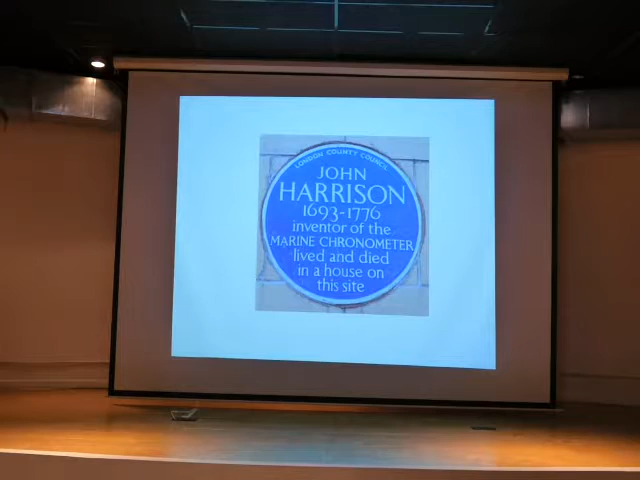 LONDON COUNTY COUNCIL
JOHN
HARRISON
1693-1776
inventor of the
MARINE CHRONOMETER
lived and died
in a house on
this site